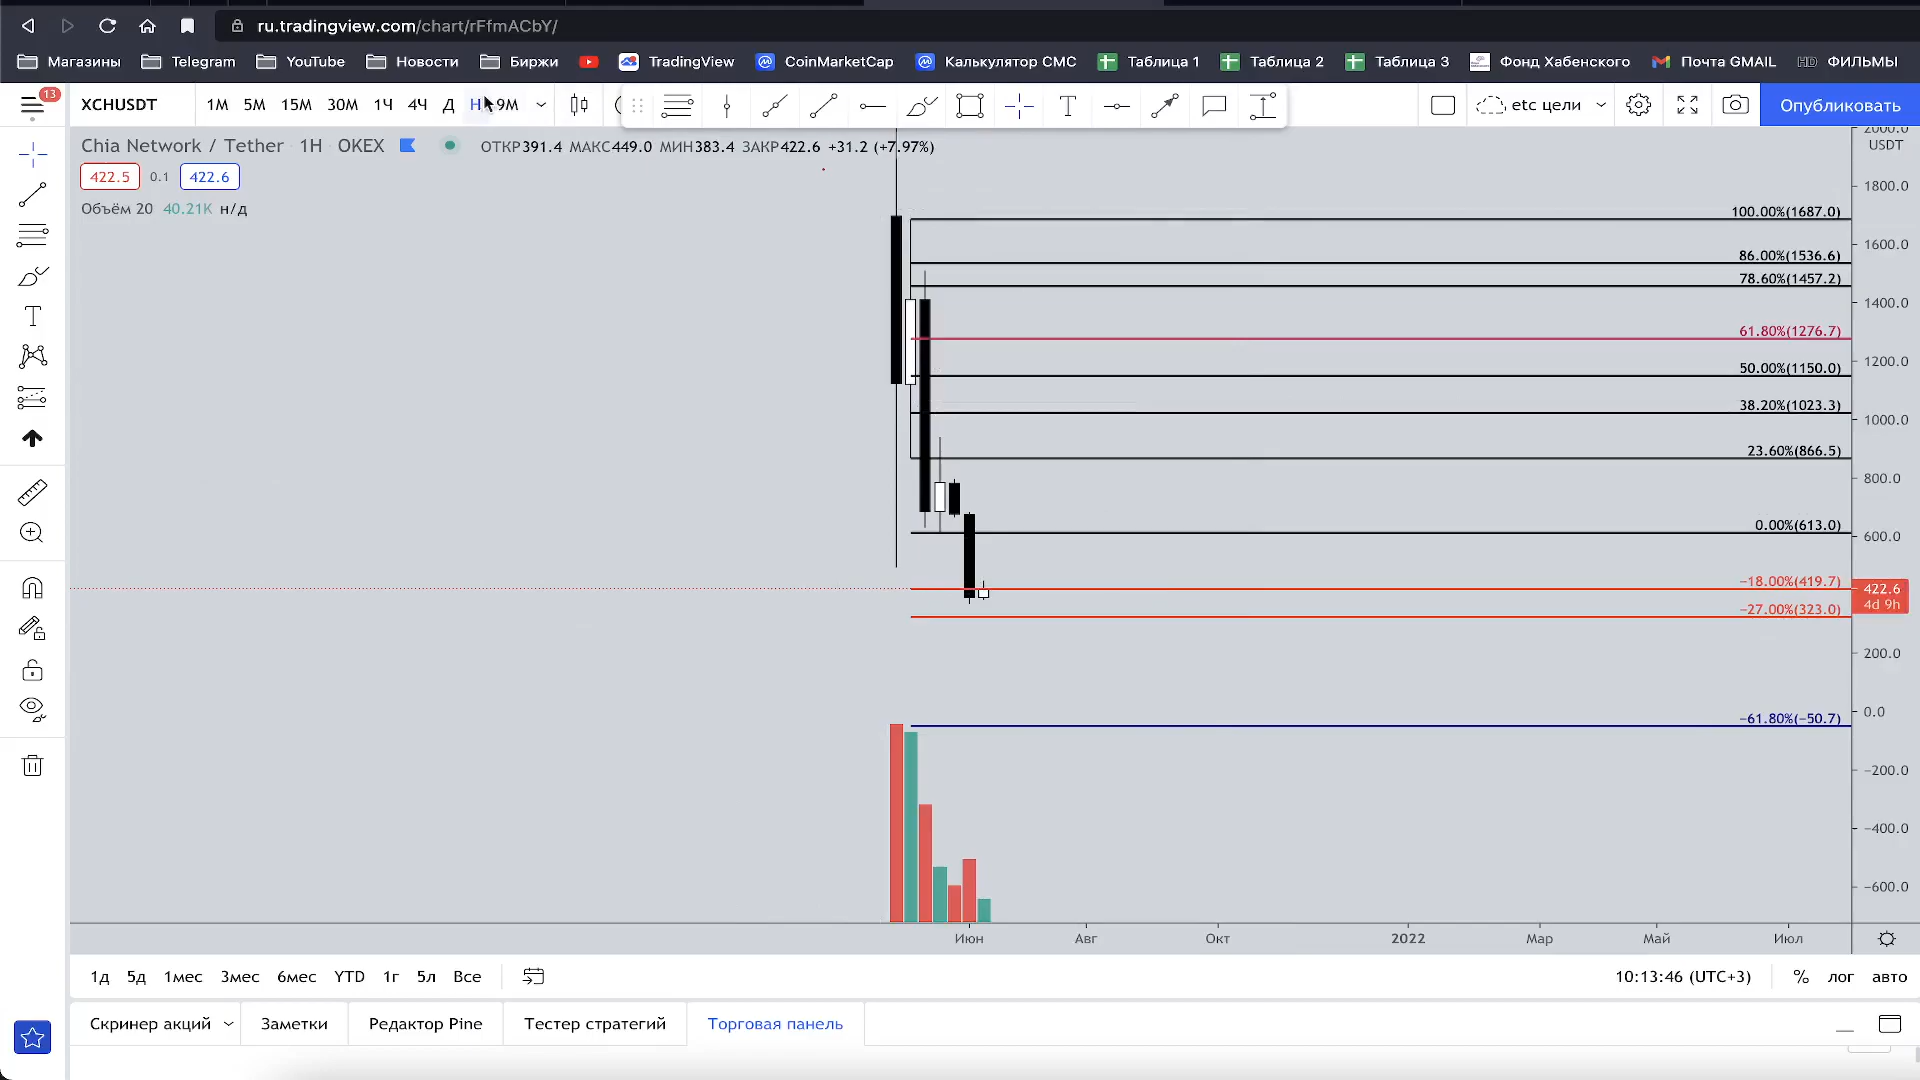 ru.tradingview.com/chart/rFfmACbY/
Магазины Telegram YouTube Новости Биржи TradingView CoinMarketCap Калькулятор СМС Таблица 1 Таблица 2 Таблица 3 Фонд Хабенского Почта GMAIL HD ФИЛЬМЫ
13 XCHUSDT 1М 5М 15М 30М 1Ч 4Ч Д Н 9М etc цели Опубликовать
Chia Network / Tether 1Н OKEX ОТКР391.4 МАКС449.0 МИН383.4 ЗАКР422.6 +31.2 (+7.97%)
422.5 0.1 422.6
Объём 20 40.21K н/д
2000.0
USDT
1800.0
100.00%(1687.0)
1600.0
86.00%(1536.6)
78.60%(1457.2)
1400.0
61.80%(1276.7)
1200.0
50.00%(1150.0)
38.20%(1023.3)
1000.0
23.60%(866.5)
800.0
0.00%(613.0)
600.0
−18.00%(419.7)
422.6
4d 9h
−27.00%(323.0)
200.0
0.0
−61.80%(−50.7)
−200.0
−400.0
−600.0
Июн Авг Окт 2022 Мар Май Июл
1д 5д 1мес 3мес 6мес YTD 1г 5л Все 10:13:46 (UTC+3) % лог авто
Скринер акций Заметки Редактор Pine Тестер стратегий Торговая панель